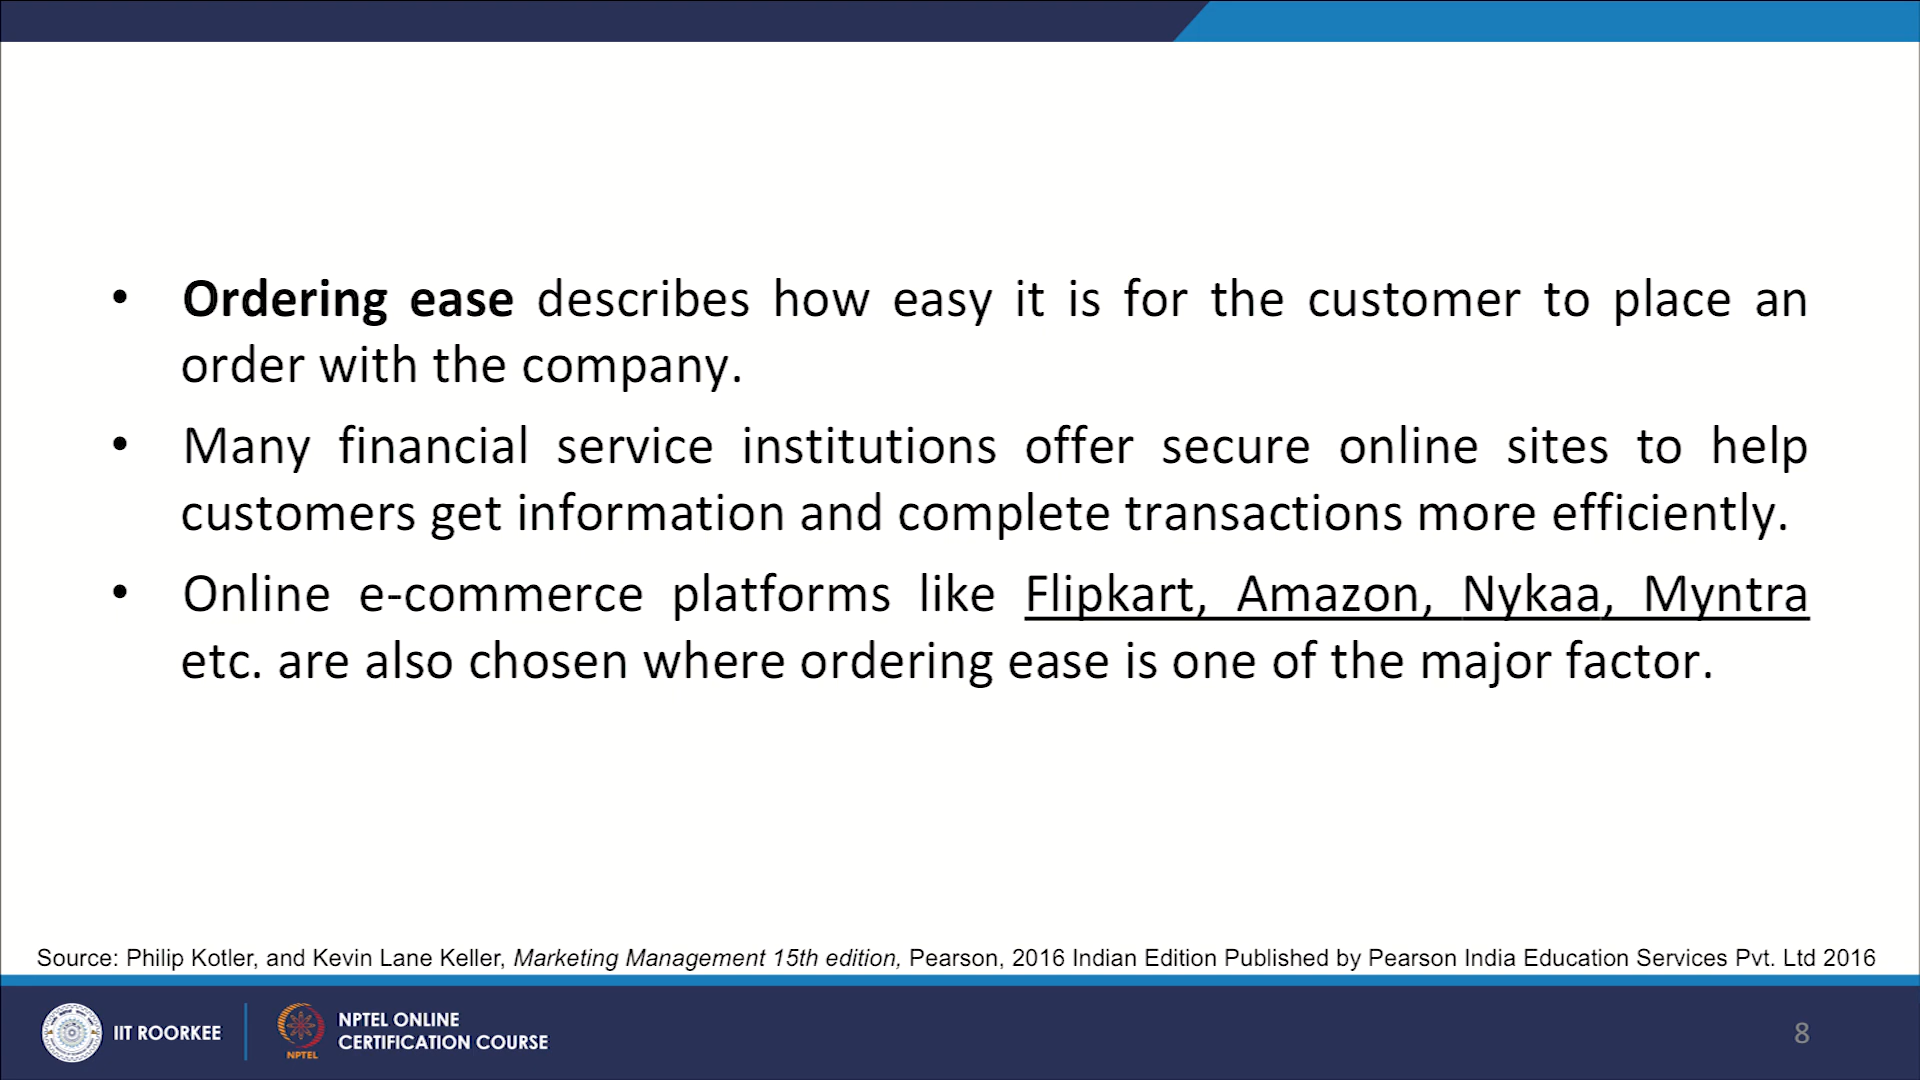 • Ordering ease describes how easy it is for the customer to place an
order with the company.
• Many financial service institutions offer secure online sites to help
customers get information and complete transactions more efficiently.
• Online e-commerce platforms like Flipkart, Amazon, Nykaa, Myntra
etc. are also chosen where ordering ease is one of the major factor.
Source: Philip Kotler, and Kevin Lane Keller, Marketing Management 15th edition, Pearson, 2016 Indian Edition Published by Pearson India Education Services Pvt. Ltd 2016
IIT ROORKEE
NPTEL
NPTEL ONLINE
CERTIFICATION COURSE
8